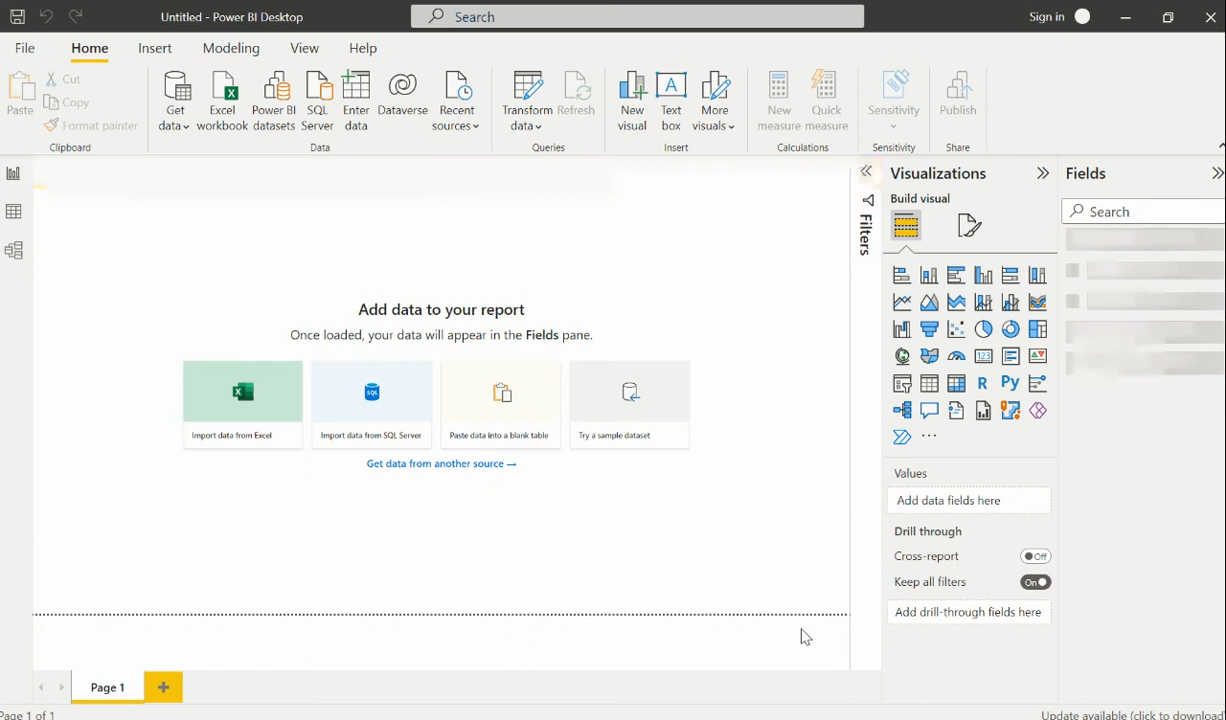 Untitled - Power BI Desktop
Search
Sign in
File Home Insert Modeling View Help
Paste
Cut
Copy
Format painter
Clipboard
Get data
Excel workbook
Power BI datasets
SQL Server
Enter data
Dataverse
Recent sources
Data
Transform data
Refresh
Queries
New visual
A
Text box
More visuals
Insert
New measure
Quick measure
Calculations
Sensitivity
Sensitivity
Publish
Share
Filters
Add data to your report
Once loaded, your data will appear in the Fields pane.
SQL
Import data from Excel
Import data from SQL Server
Paste data into a blank table
Try a sample dataset
Get data from another source →
Visualizations
Build visual
123
R Py
...
Values
Add data fields here
Drill through
Cross-report
Off
Keep all filters
On
Add drill-through fields here
Fields
Search
Page 1
Page 1 of 1
Update available (click to download